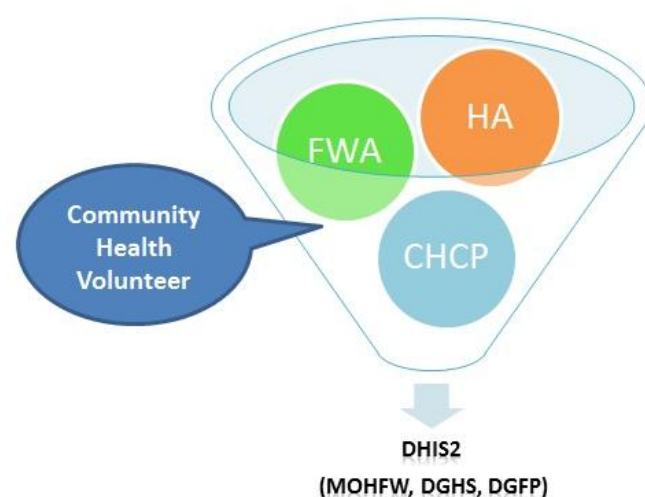 HA
FWA
Community
Health
Volunteer
CHCP
DHIS2
(MOHFW, DGHS, DGFP)